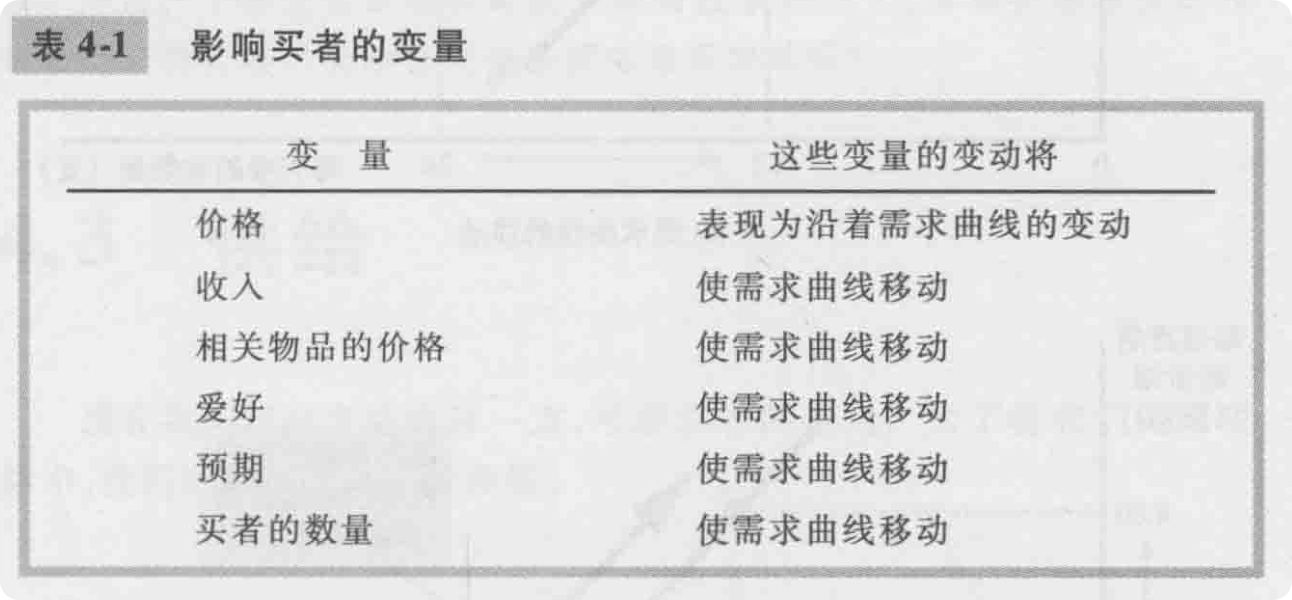 表 4-1 影响买者的变量
变 量 这些变量的变动将
价格 表现为沿着需求曲线的变动
收入 使需求曲线移动
相关物品的价格 使需求曲线移动
爱好 使需求曲线移动
预期 使需求曲线移动
买者的数量 使需求曲线移动